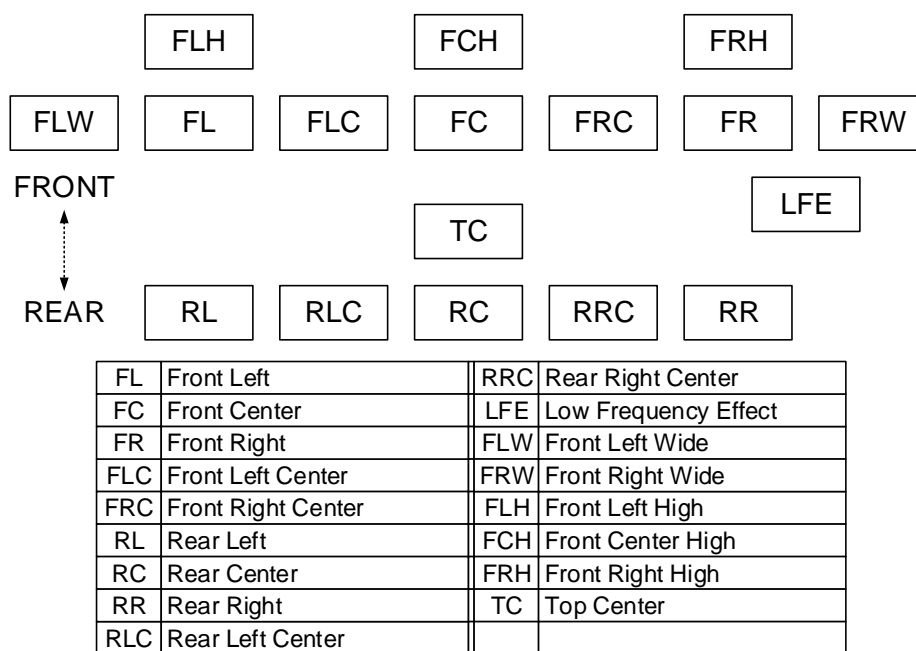 FLH FCH FRH
FLW FL FLC FC FRC FR FRW
FRONT
LFE
TC
REAR RL RLC RC RRC RR
FL Front Left RRC Rear Right Center
FC Front Center LFE Low Frequency Effect
FR Front Right FLW Front Left Wide
FLC Front Left Center FRW Front Right Wide
FRC Front Right Center FLH Front Left High
RL Rear Left FCH Front Center High
RC Rear Center FRH Front Right High
RR Rear Right TC Top Center
RLC Rear Left Center